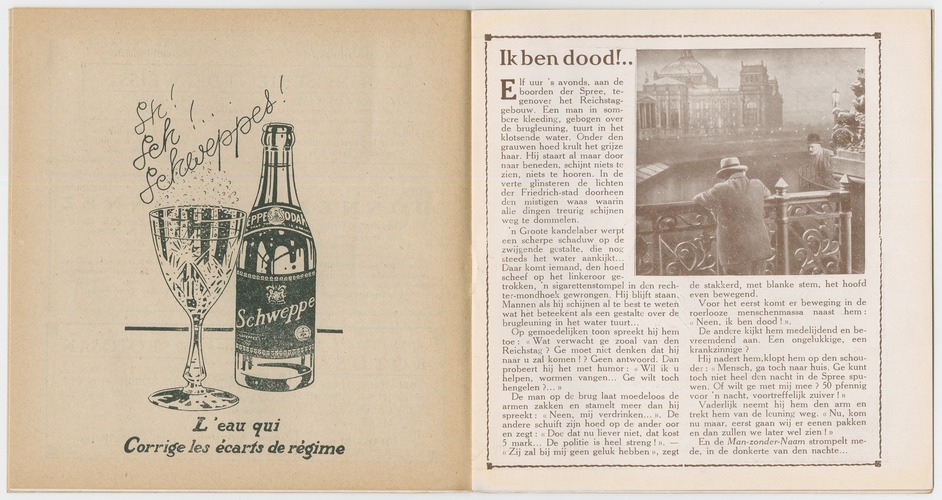 Sh!
Sch!..
Schweppes!
Schweppe
L'eau qui
Corrige les écarts de régime
Ik ben dood!..
Elf uur 's avonds, aan de
boorden der Spree, te-
genover het Reichstag-
gebouw. Een man in som-
bere kleeding, gebogen over
de brugleuning, tuurt in het
klotsende water. Onder den
grauwen hoed krult het grijze
haar. Hij staart al maar door
naar beneden, schijnt niets te
zien, niets te hooren. In de
verte glinsteren de lichten
der Friedrich-stad doorheen
den mistigen waas waarin
alle dingen treurig schijnen
weg te dommelen.
'n Groote kandelaber werpt
een scherpe schaduw op de
zwijgende gestalte, die nog
steeds het water aankijkt...
Daar komt iemand, den hoed
scheef op het linkeroor ge-
trokken, 'n sigarettenstompel in den rech-
ter-mondhoek gewrongen. Hij blijft staan.
Mannen als hij schijnen al te best te weten
wat het beteekent als een gestalte over de
brugleuning in het water tuurt...
Op gemoedelijken toon spreekt hij hem
toe : « Wat verwacht ge zooal van den
Reichstag ? Ge moet niet denken dat hij
naar u zal komen ! ? Geen antwoord. Dan
probeert hij het met humor : « Wil ik u
helpen, wormen vangen... Ge wilt toch
hengelen ?... »
De man op de brug laat moedeloos de
armen zakken en stamelt meer dan hij
spreekt : « Neen, mij verdrinken... ». De
andere schuift zijn hoed op de ander oor
en zegt : « Doc dat nu liever niet, dat kost
5 mark... De politie is heel streng ! ». —
« Zij zal bij mij geen geluk hebben », zegt
de stakkerd, met blanke stem, het hoofd
even bewegend.
Voor het eerst komt er beweging in de
roerlooze menschenmassa naast hem :
« Neen, ik ben dood ! ».
De andere kijkt hem medelijdend en be-
vreemdend aan. Een ongelukkige, een
krankzinnige ?
Hij nadert hem, klopt hem op den schou-
der : « Mensch, ga toch naar huis. Ge kunt
toch niet heel den nacht in de Spree spu-
wen. Of wilt ge met mij mee ? 50 pfennig
voor 'n nacht, voortreffelijk zuiver ! »
Vaderlijk neemt hij hem den arm en
trekt hem van de leuning weg. « Nu, kom
nu maar, eerst gaan wij er eenen pakken
en dan zullen we later wel zien ! »
En de Man-zonder-Naam strompelt me-
de, in de donkerte van den nachte...